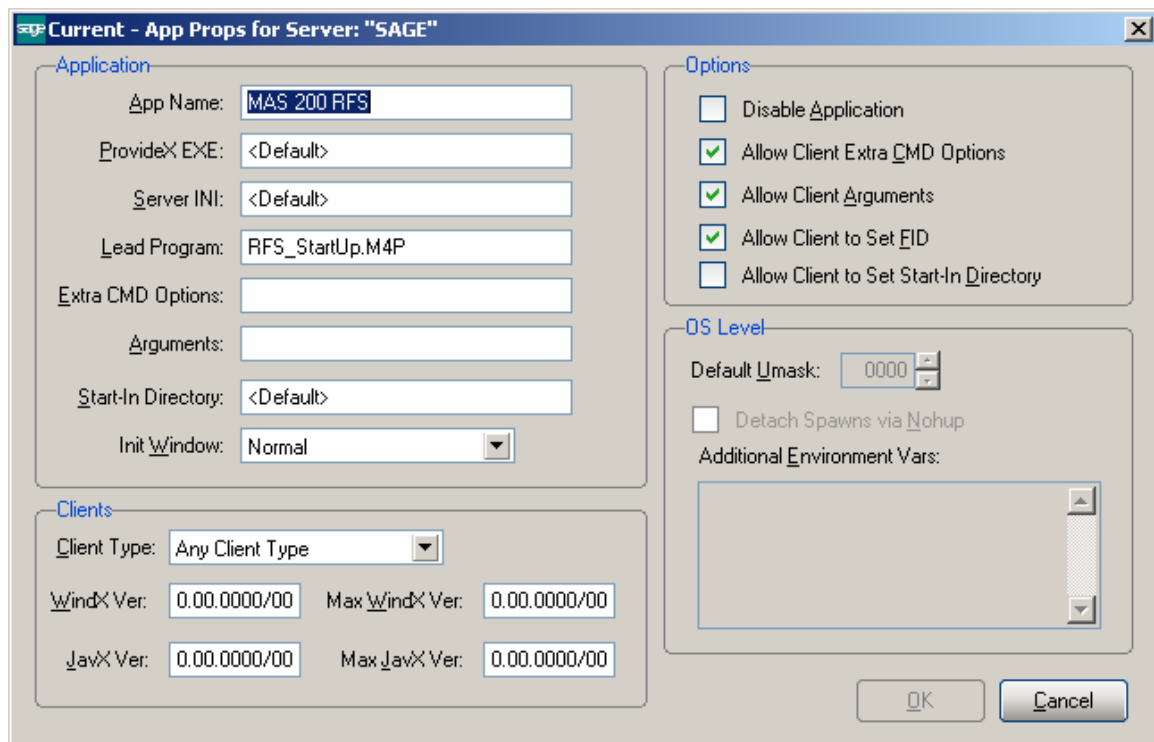 sage Current - App Props for Server: "SAGE"
Application
App Name: MAS 200 RFS
ProvideX EXE: <Default>
Server INI: <Default>
Lead Program: RFS_StartUp.M4P
Extra CMD Options:
Arguments:
Start-In Directory: <Default>
Init Window: Normal
Clients
Client Type: Any Client Type
WindX Ver: 0.00.0000/00 Max WindX Ver: 0.00.0000/00
JavX Ver: 0.00.0000/00 Max JavX Ver: 0.00.0000/00
Options
Disable Application
Allow Client Extra CMD Options
Allow Client Arguments
Allow Client to Set FID
Allow Client to Set Start-In Directory
OS Level
Default Umask: 0000
Detach Spawns via Nohup
Additional Environment Vars:
OK Cancel